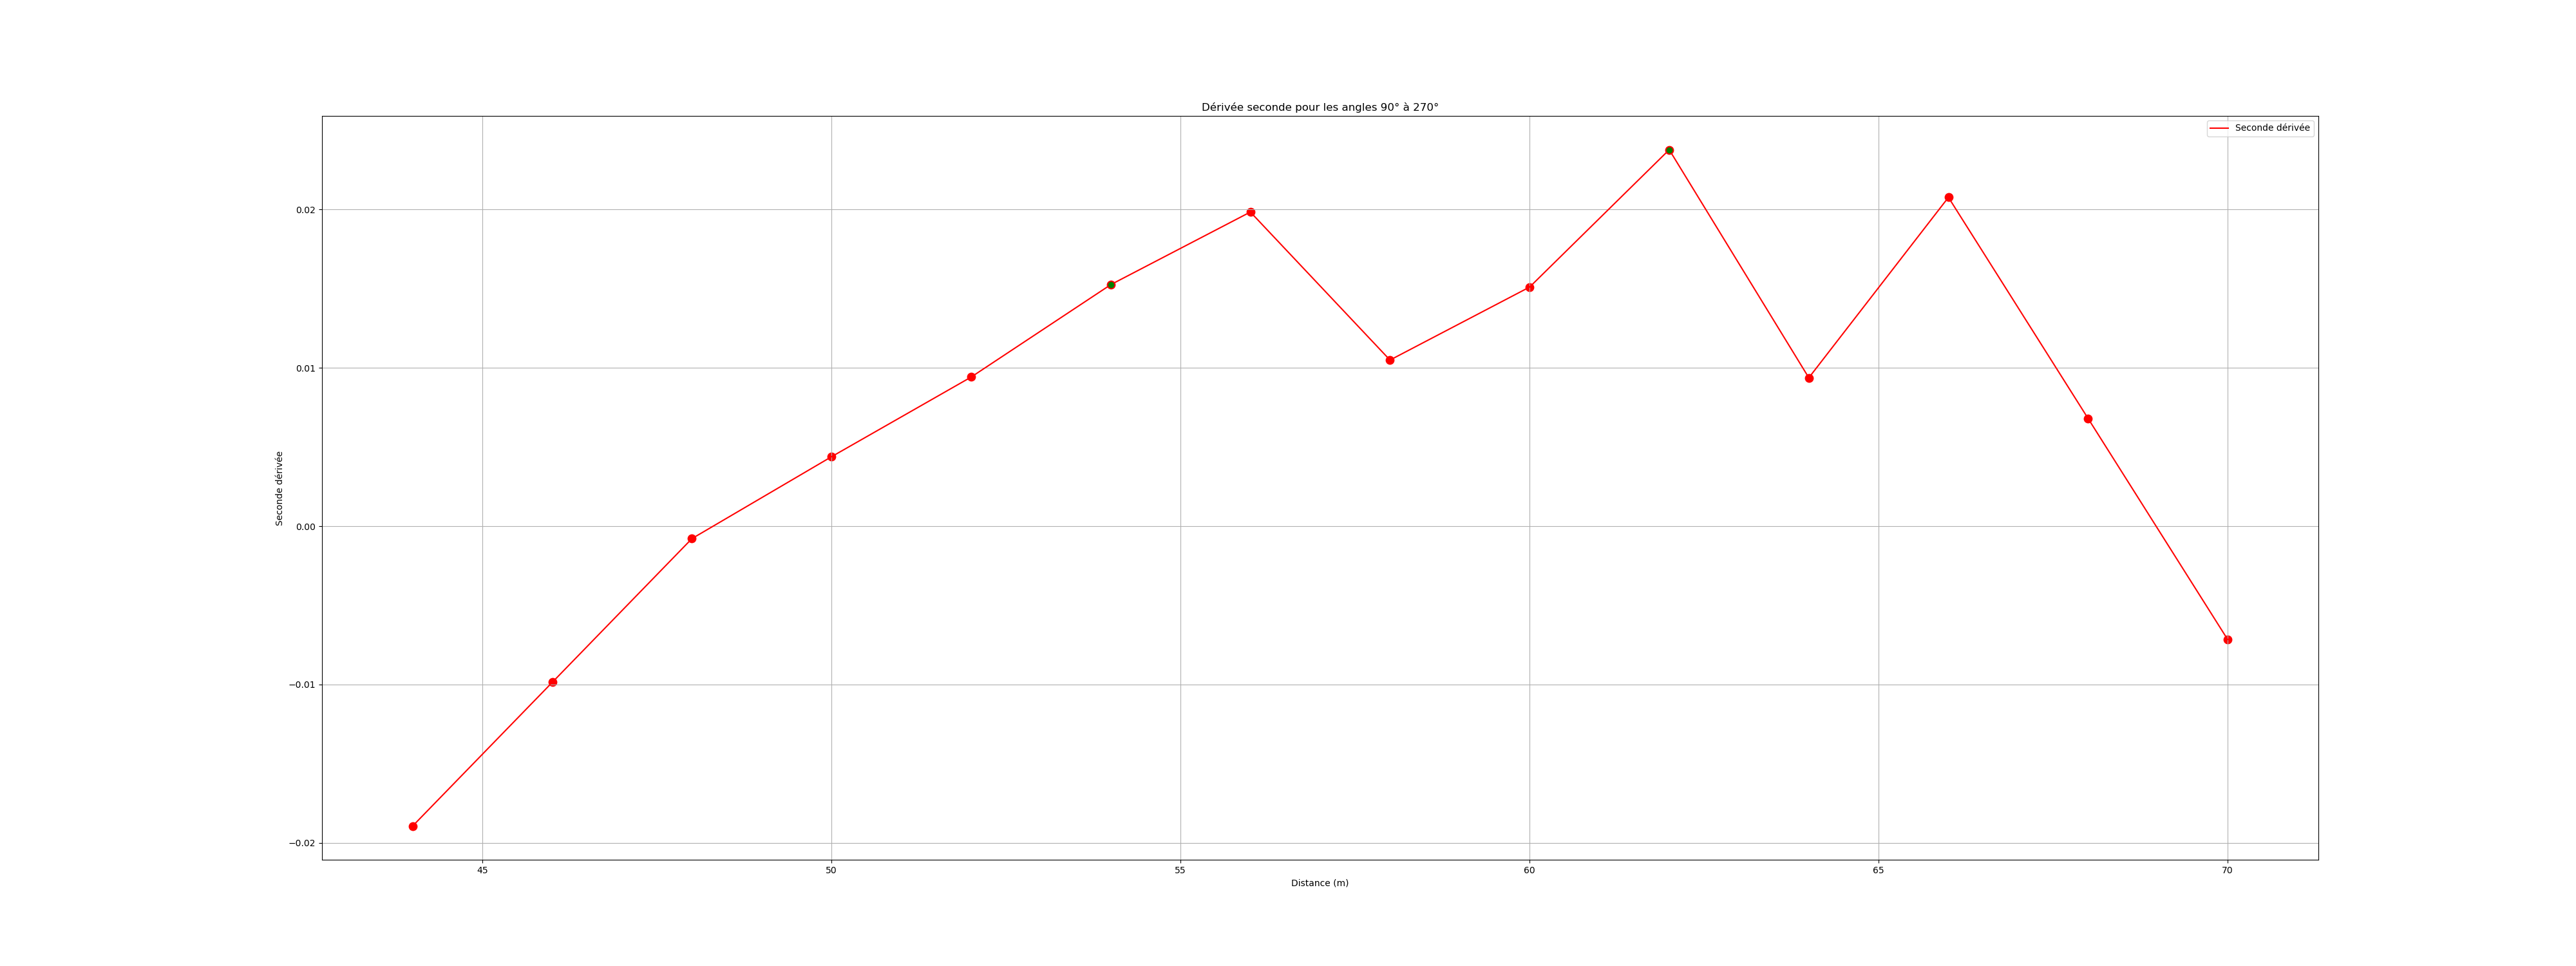 Dérivée seconde pour les angles 90° à 270°
Seconde dérivée
0.02
0.01
0.00
−0.01
−0.02
Seconde dérivée
45
50
55
60
65
70
Distance (m)